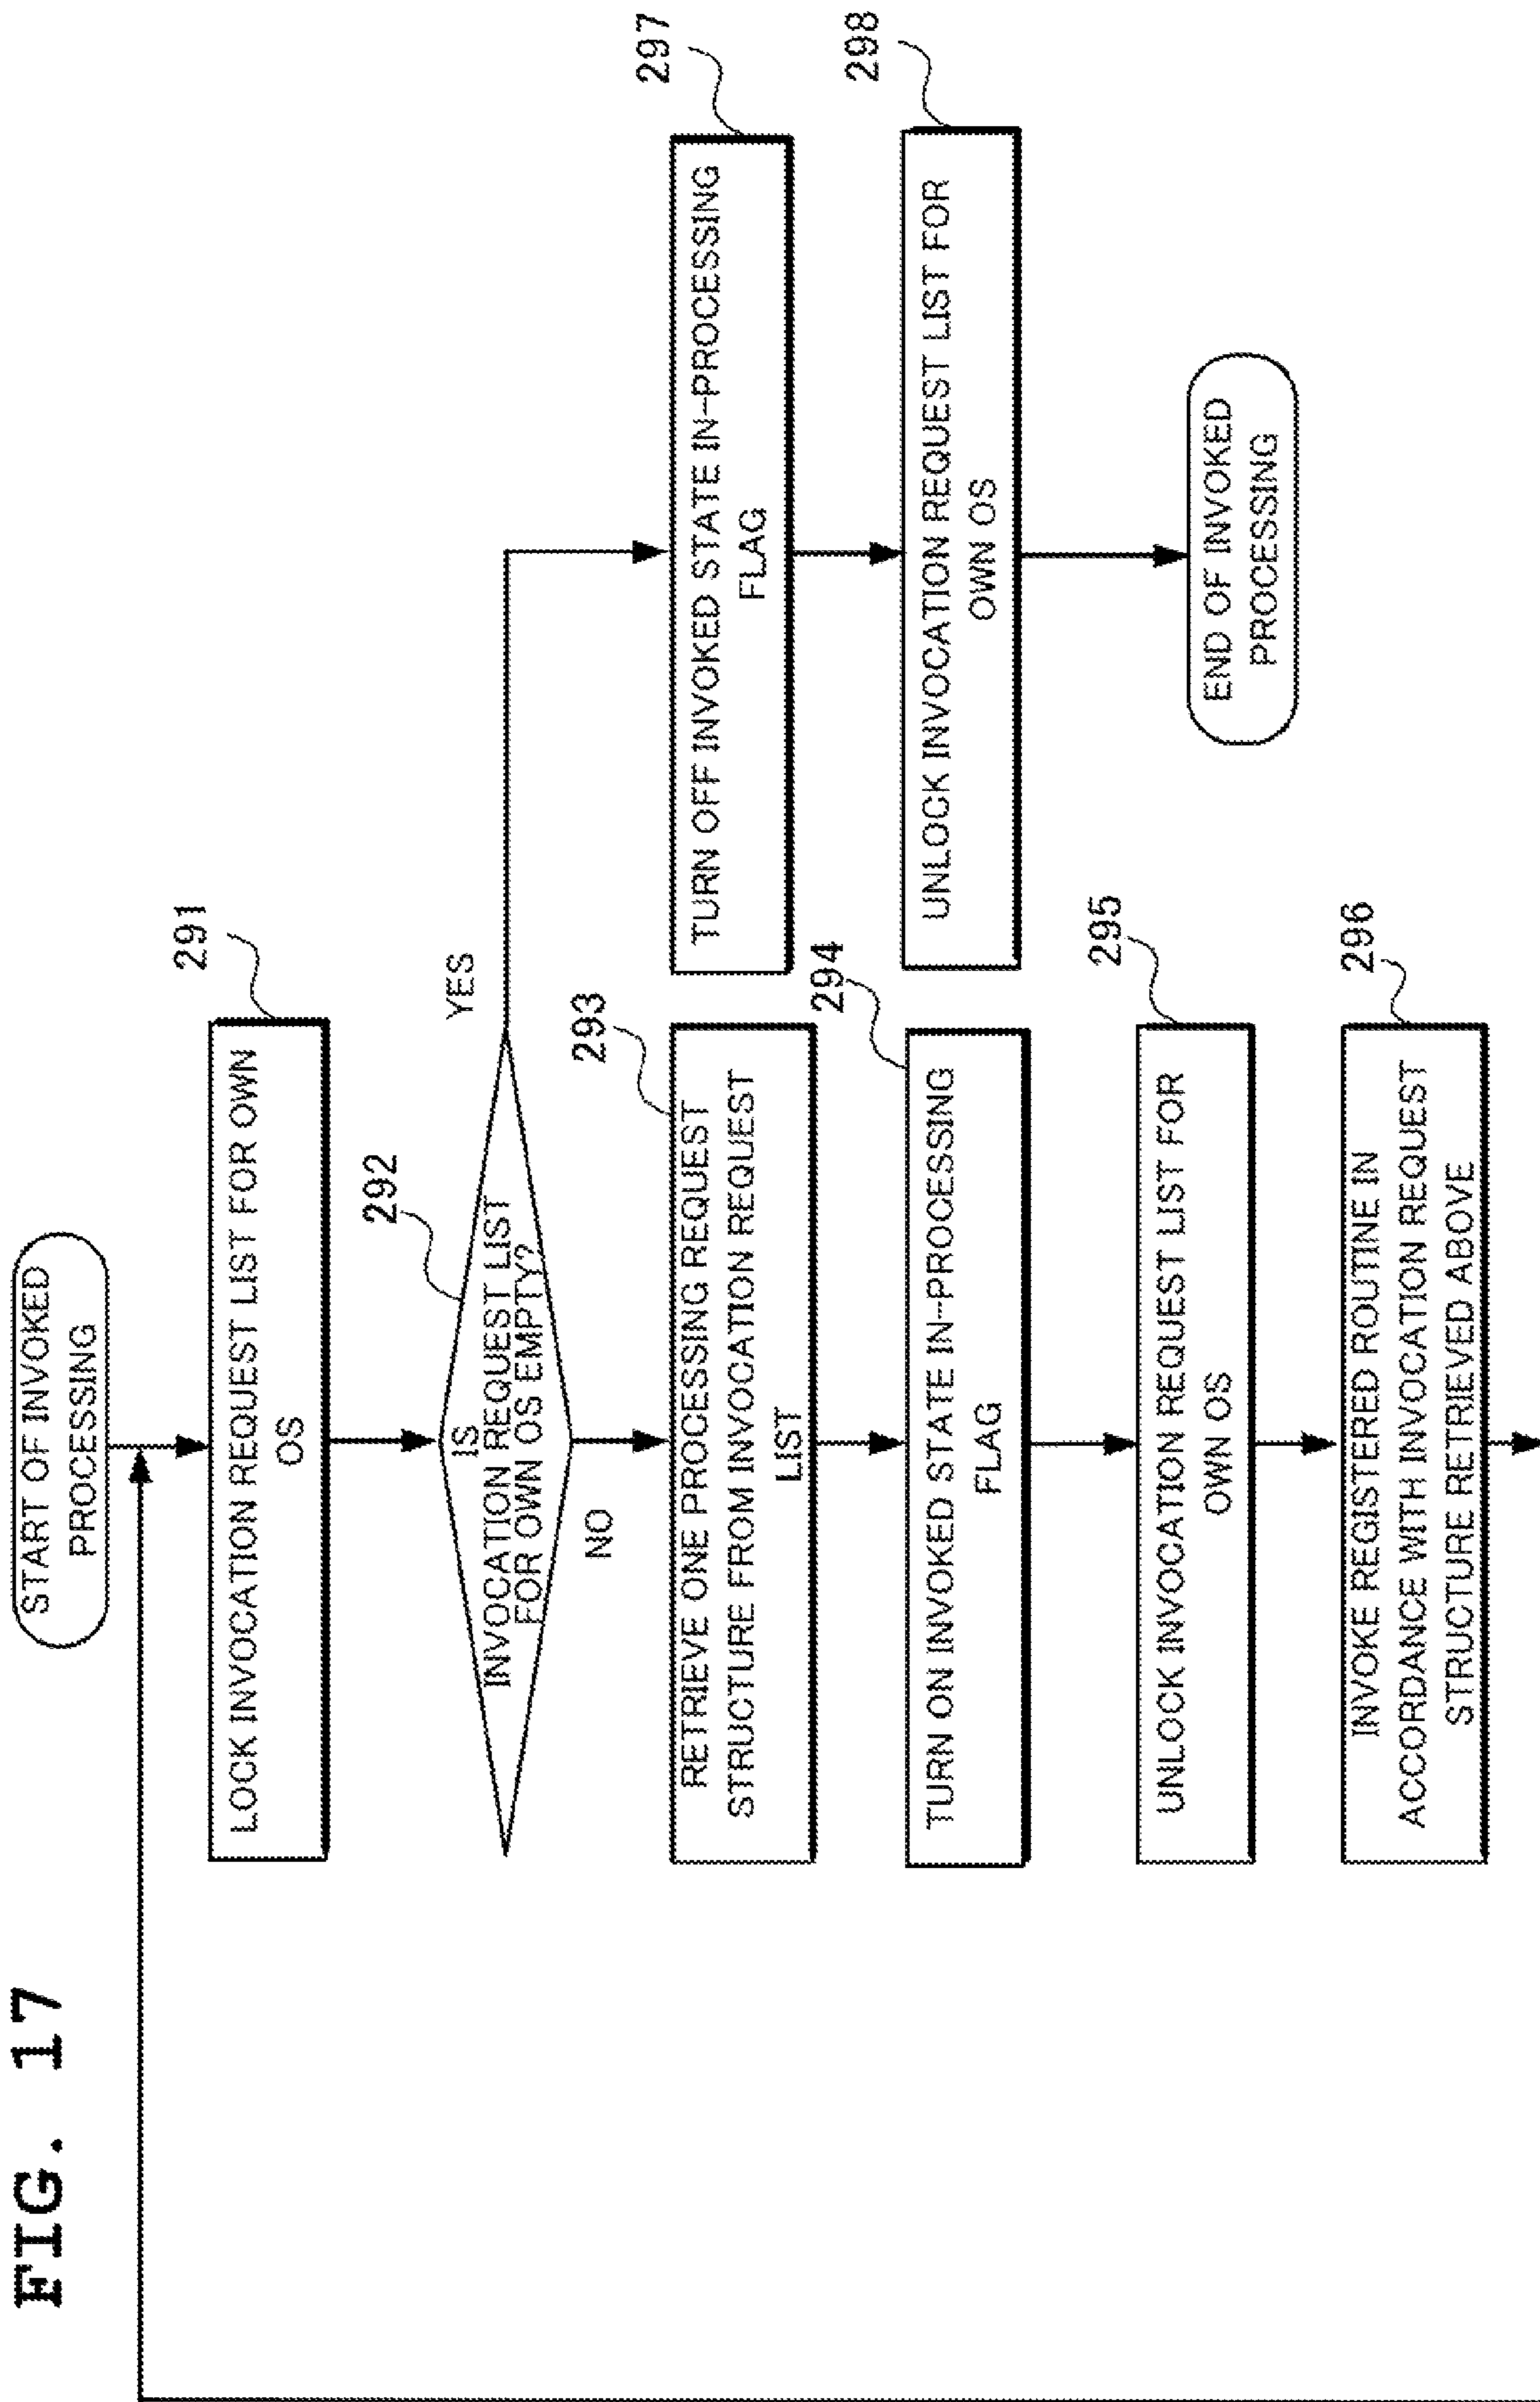 FIG. 17
START OF INVOKED
PROCESSING
291
LOCK INVOCATION REQUEST LIST FOR OWN
OS
292
IS
INVOCATION REQUEST LIST
FOR OWN OS EMPTY?
YES
NO
293
RETRIEVE ONE PROCESSING REQUEST
STRUCTURE FROM INVOCATION REQUEST
LIST
294
TURN ON INVOKED STATE IN-PROCESSING
FLAG
295
UNLOCK INVOCATION REQUEST LIST FOR
OWN OS
296
INVOKE REGISTERED ROUTINE IN
ACCORDANCE WITH INVOCATION REQUEST
STRUCTURE RETRIEVED ABOVE
297
TURN OFF INVOKED STATE IN-PROCESSING
FLAG
298
UNLOCK INVOCATION REQUEST LIST FOR
OWN OS
END OF INVOKED
PROCESSING